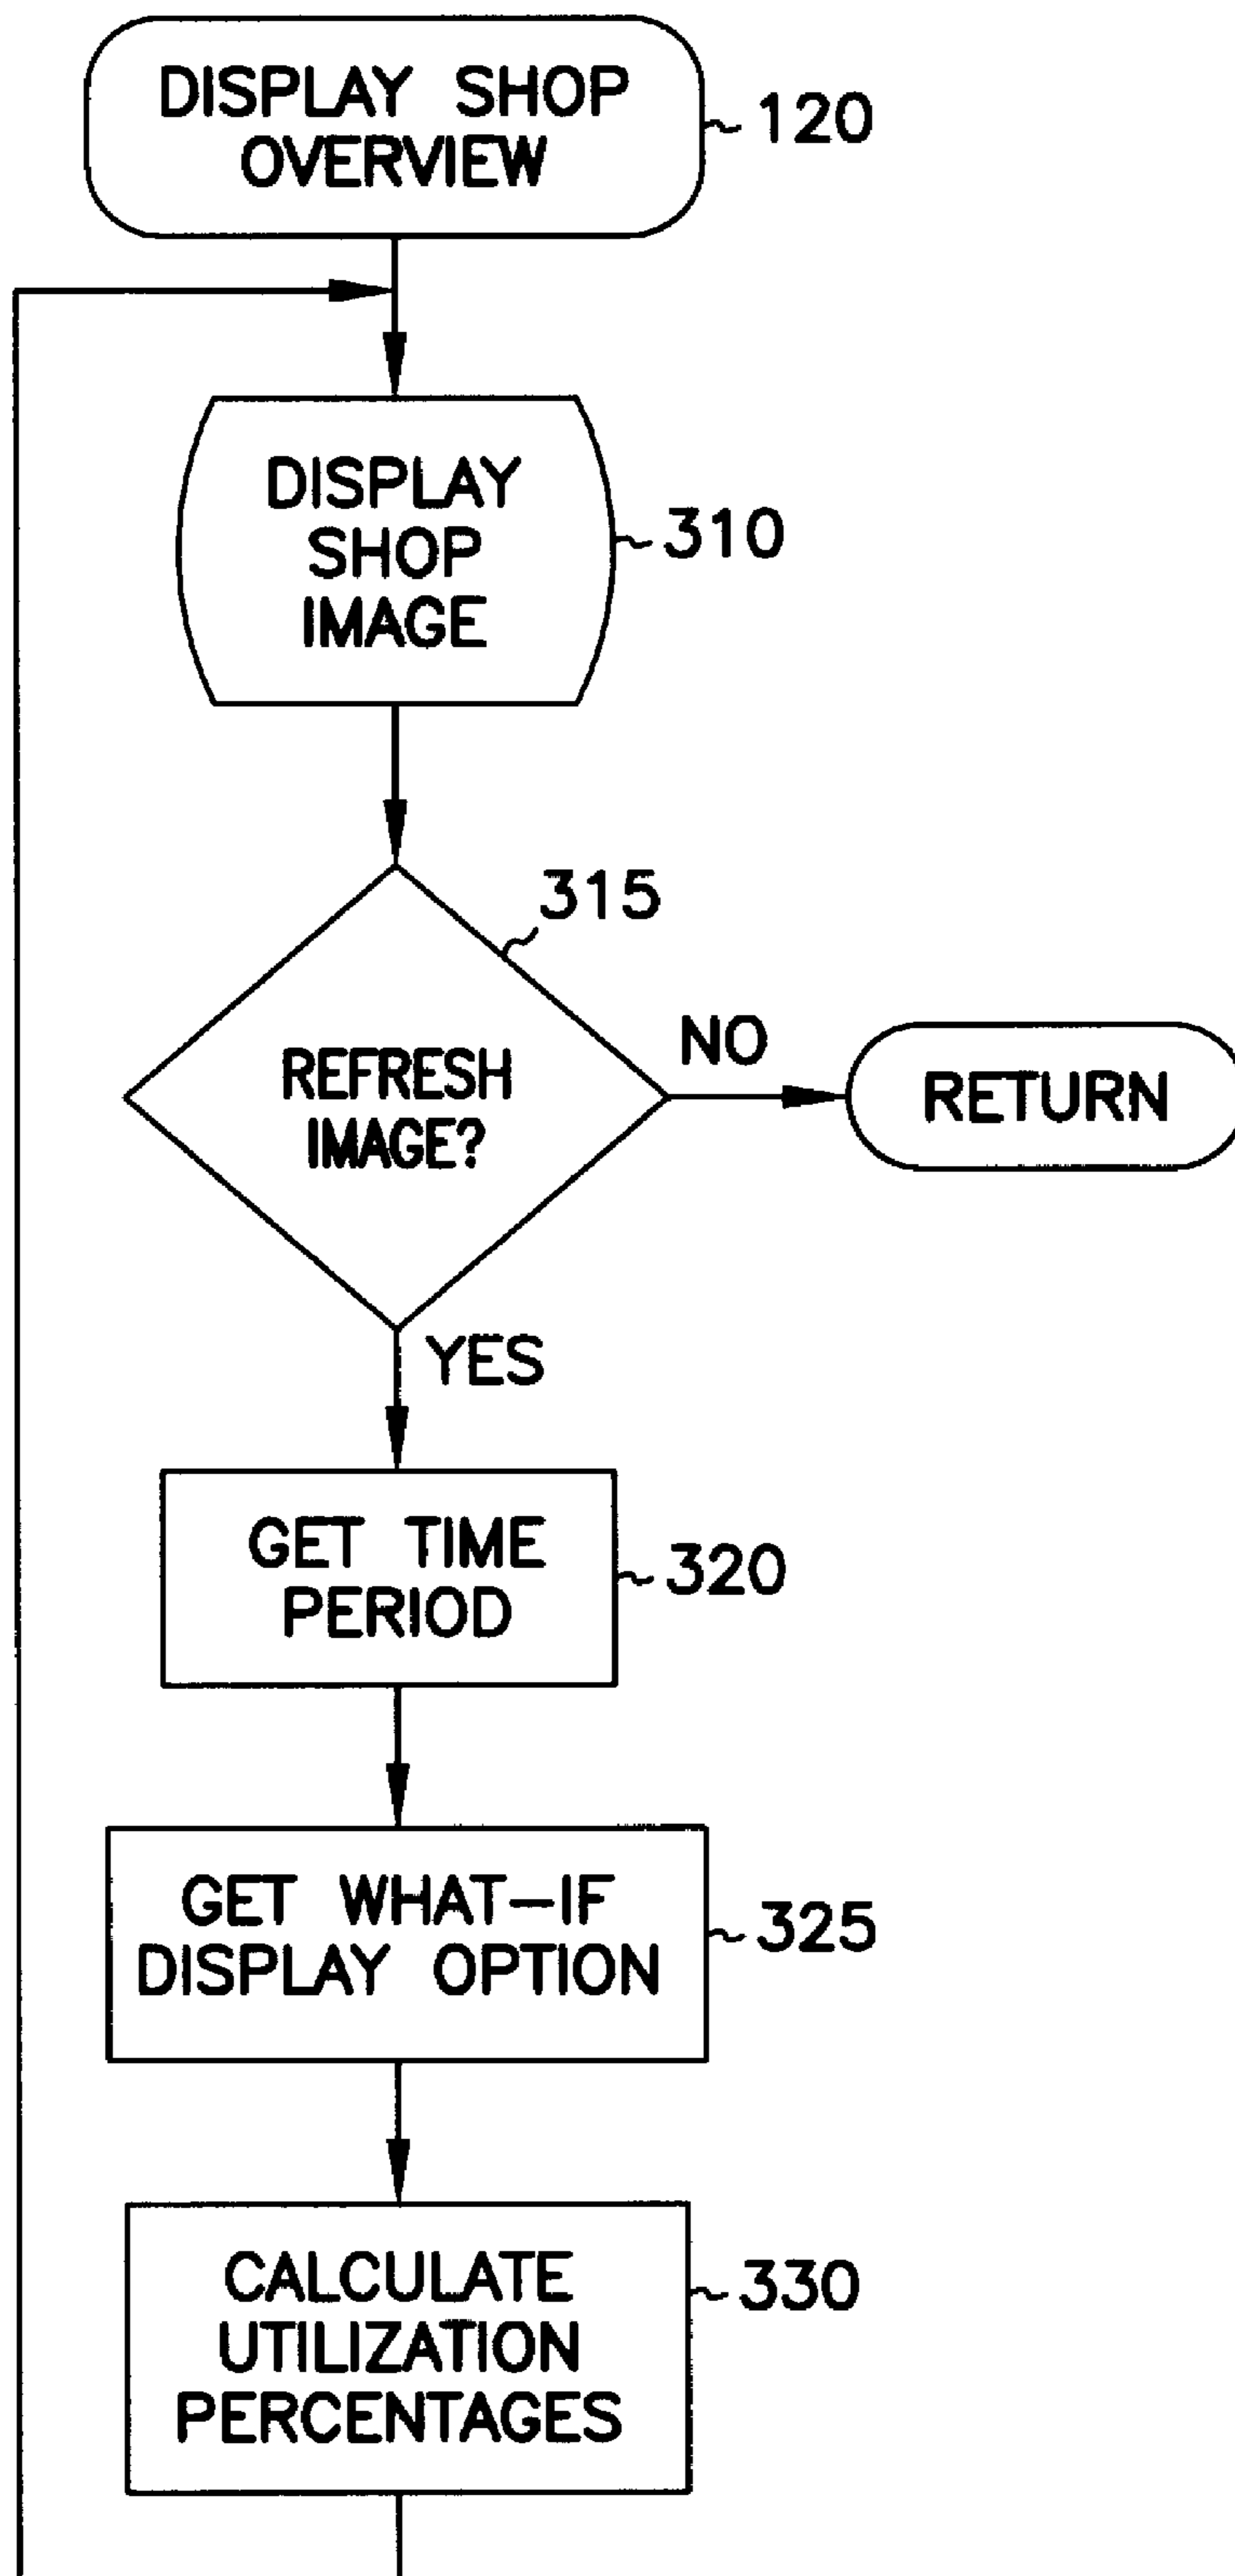 DISPLAY SHOP
OVERVIEW
120
DISPLAY
SHOP
IMAGE
310
315
REFRESH
IMAGE?
NO
RETURN
YES
GET TIME
PERIOD
320
GET WHAT-IF
DISPLAY OPTION
325
CALCULATE
UTILIZATION
PERCENTAGES
330